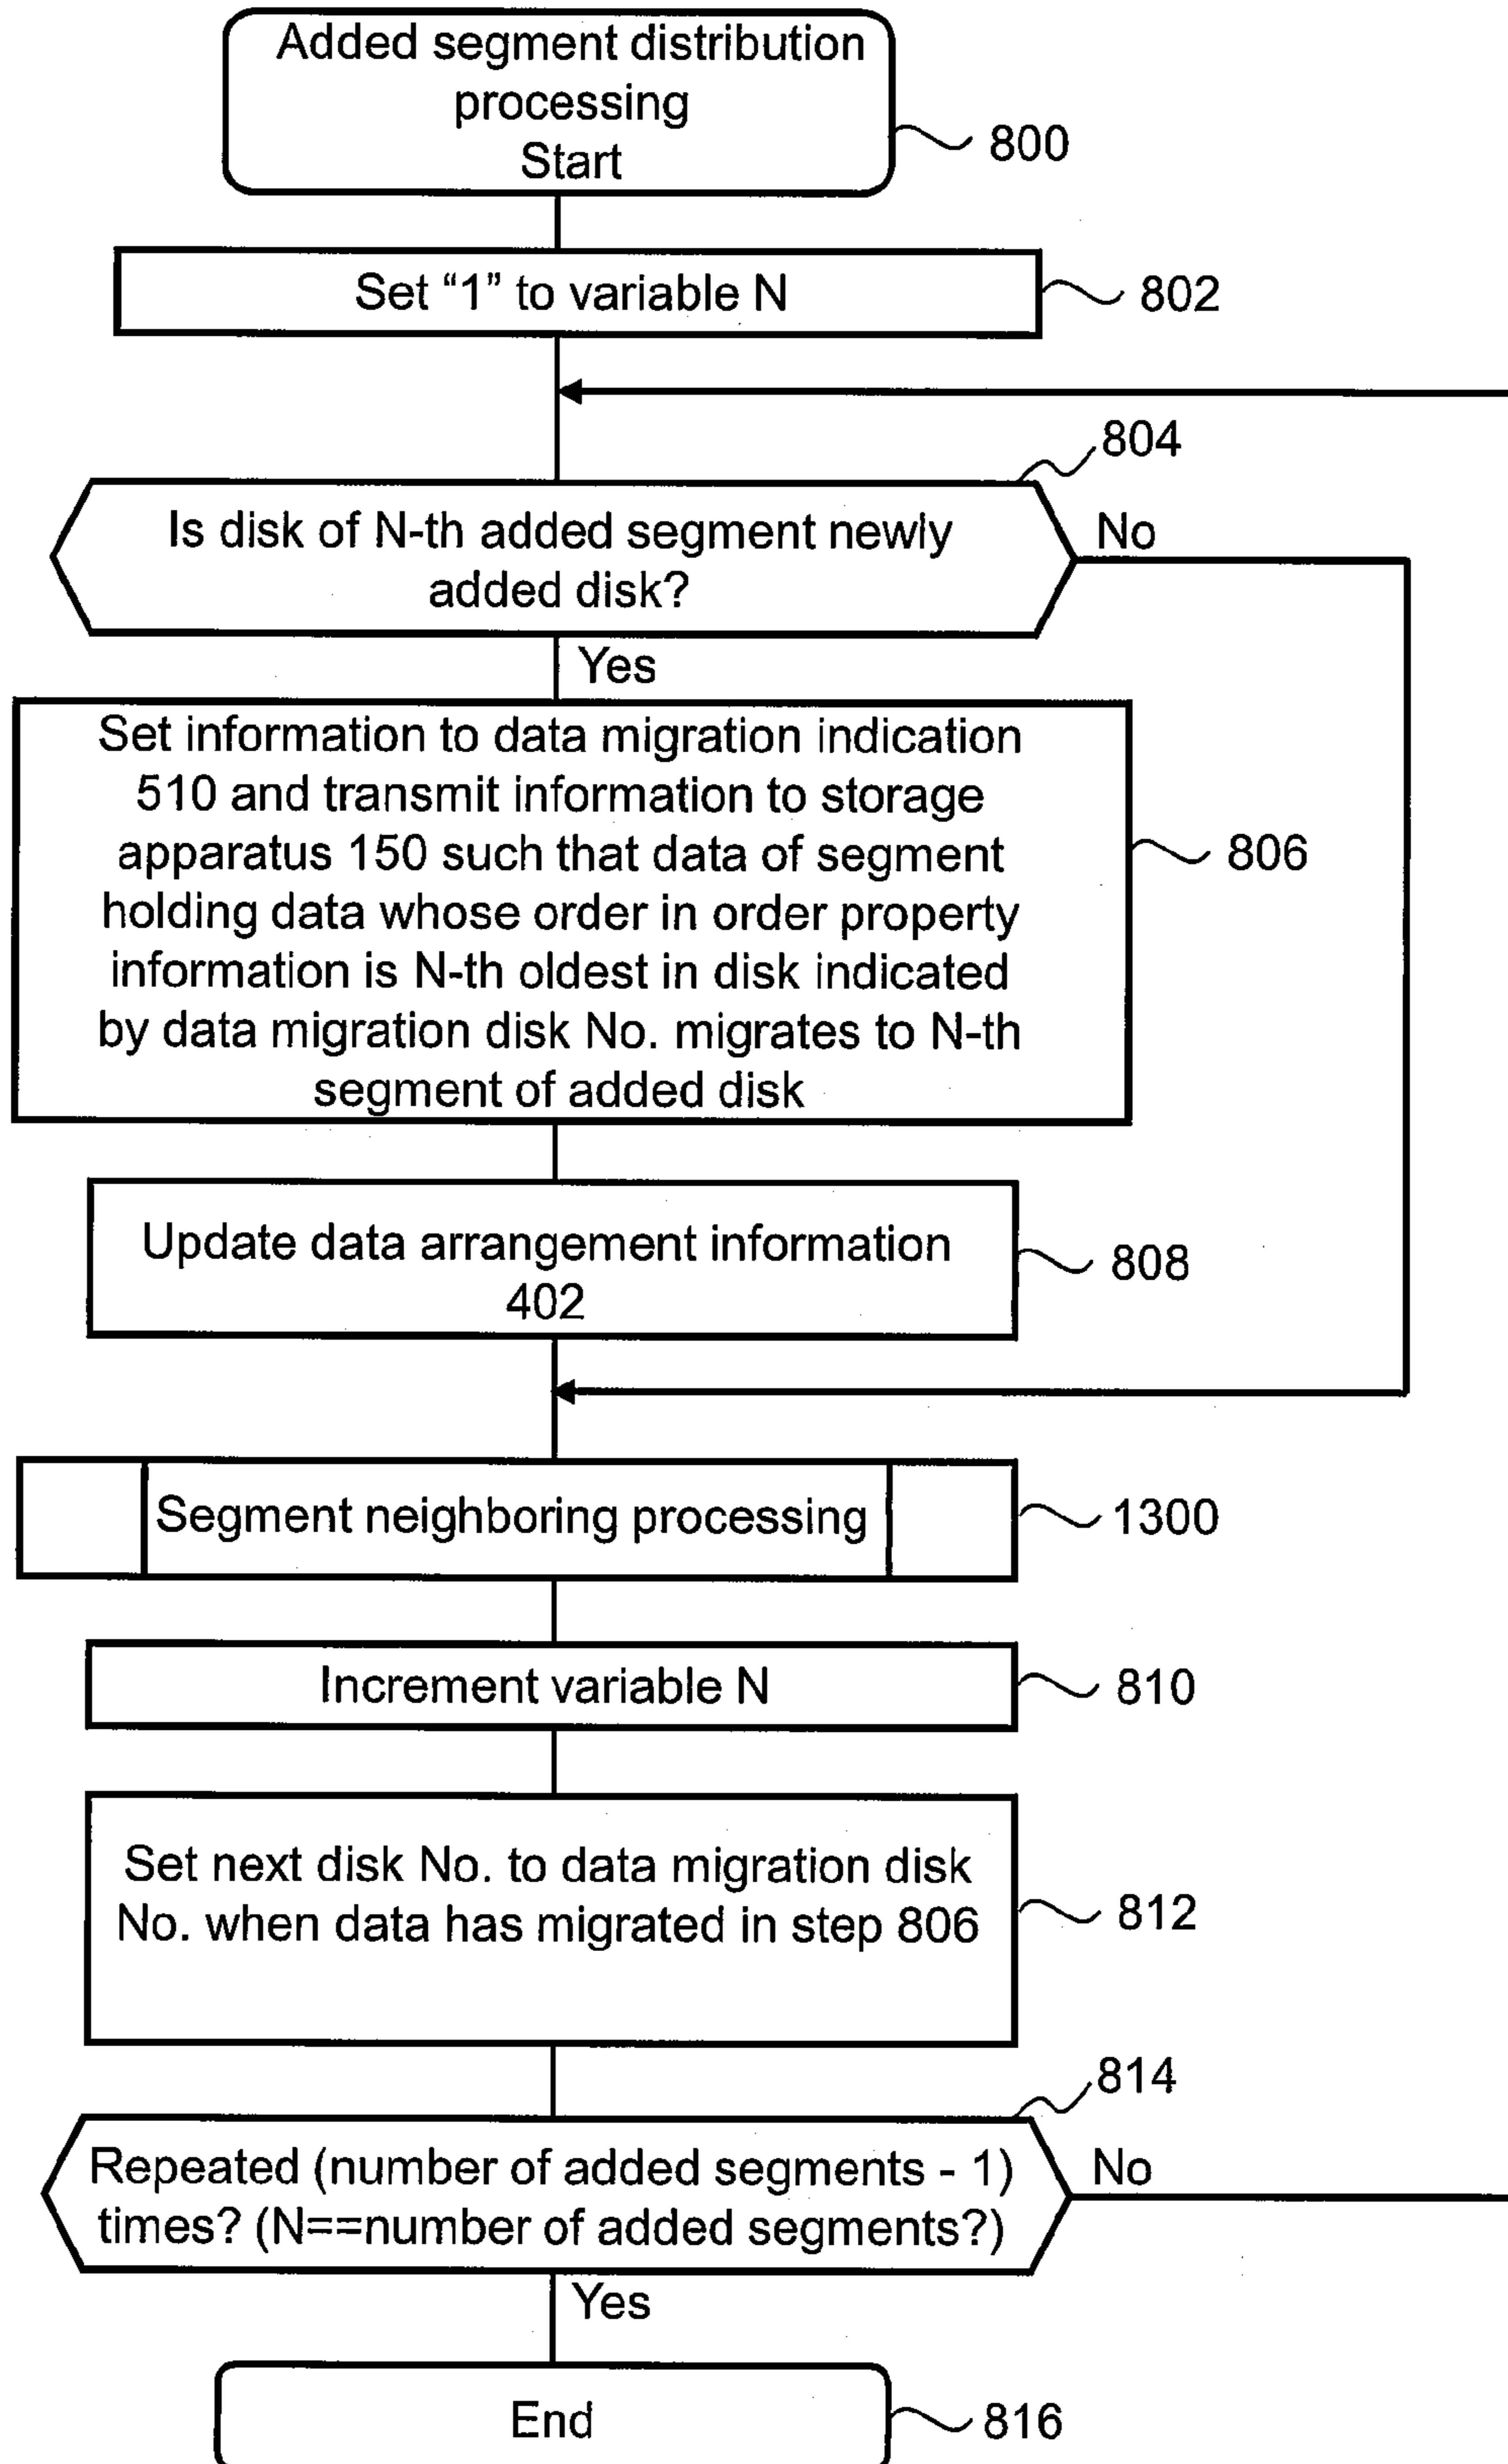 Added segment distribution
processing
Start
800
Set “1” to variable N
802
804
Is disk of N-th added segment newly
added disk?
No
Yes
Set information to data migration indication
510 and transmit information to storage
apparatus 150 such that data of segment
holding data whose order in order property
information is N-th oldest in disk indicated
by data migration disk No. migrates to N-th
segment of added disk
806
Update data arrangement information
402
808
Segment neighboring processing
1300
Increment variable N
810
Set next disk No. to data migration disk
No. when data has migrated in step 806
812
814
Repeated (number of added segments - 1)
times? (N==number of added segments?)
No
Yes
End
816